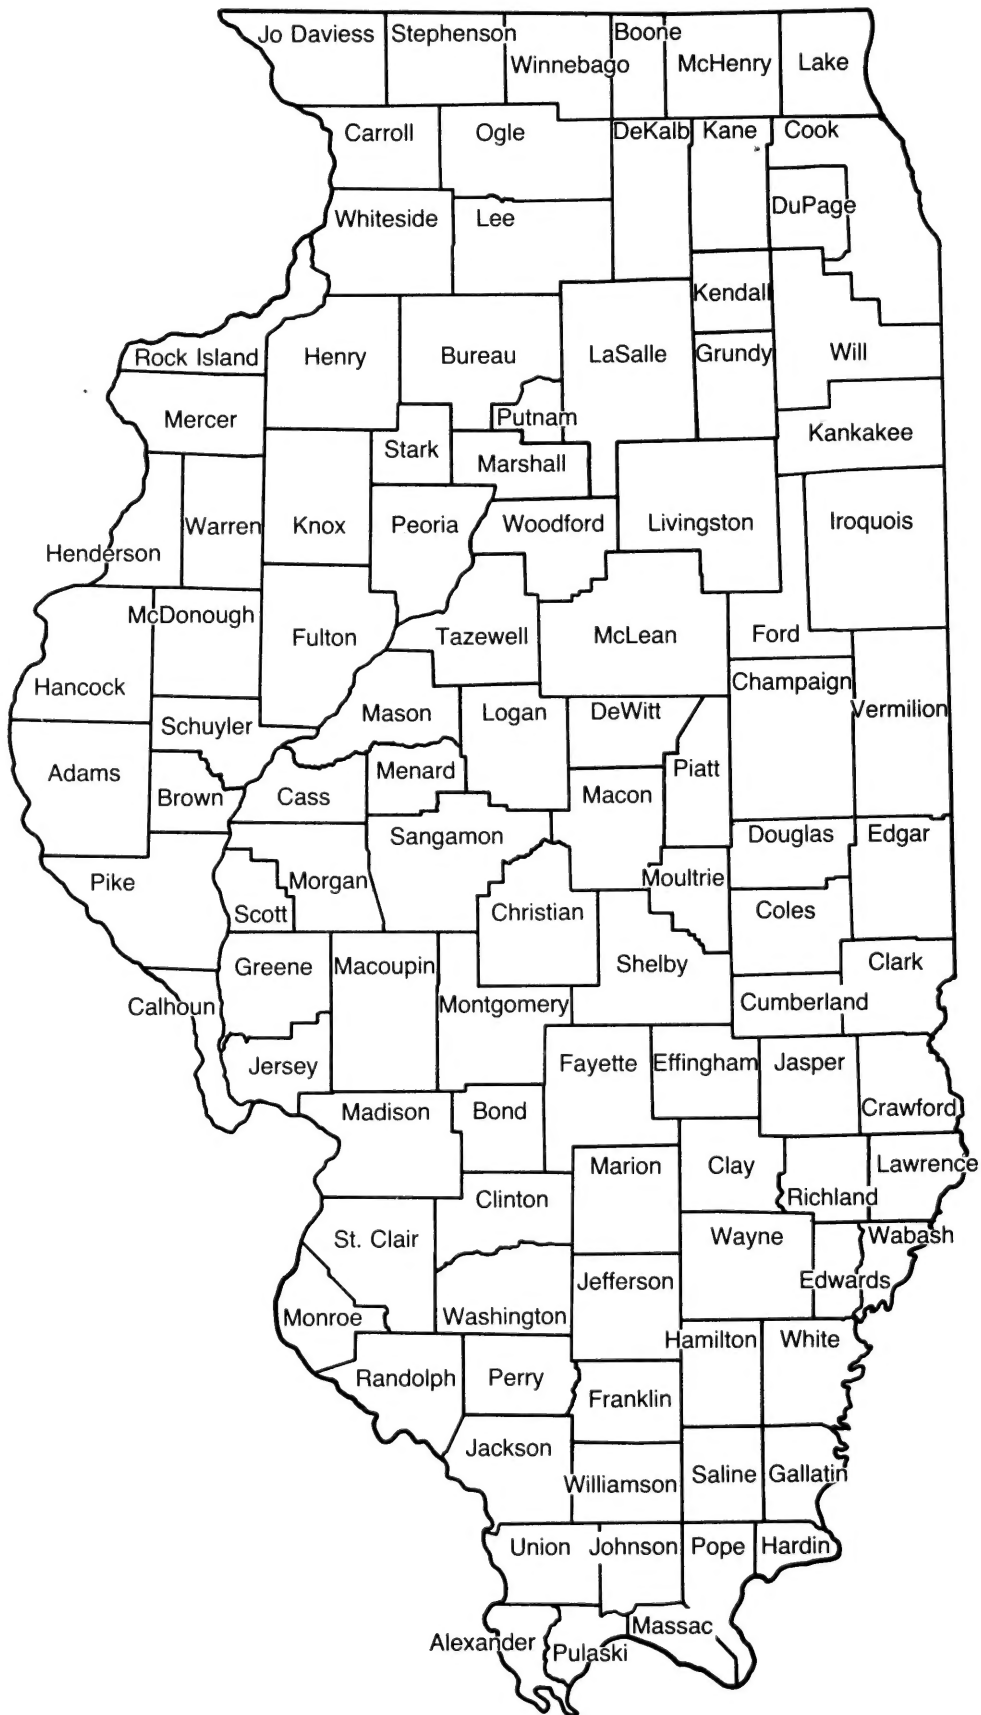 Jo Daviess
Stephenson
Winnebago
Boone
McHenry
Lake
Carroll
Ogle
DeKalb
Kane
Cook
DuPage
Whiteside
Lee
Kendall
Rock Island
Henry
Bureau
LaSalle
Grundy
Will
Mercer
Putnam
Kankakee
Stark
Marshall
Henderson
Warren
Knox
Peoria
Woodford
Livingston
Iroquois
McDonough
Fulton
Tazewell
McLean
Ford
Hancock
Champaign
Vermilion
Schuyler
Mason
Logan
DeWitt
Piatt
Adams
Brown
Cass
Menard
Macon
Sangamon
Douglas
Edgar
Pike
Scott
Morgan
Christian
Moultrie
Coles
Greene
Macoupin
Shelby
Clark
Calhoun
Montgomery
Cumberland
Jersey
Fayette
Effingham
Jasper
Crawford
Madison
Bond
Marion
Clay
Richland
Lawrence
Clinton
St. Clair
Wayne
Wabash
Edwards
Monroe
Washington
Jefferson
Hamilton
White
Randolph
Perry
Franklin
Jackson
Williamson
Saline
Gallatin
Union
Johnson
Pope
Hardin
Alexander
Pulaski
Massac